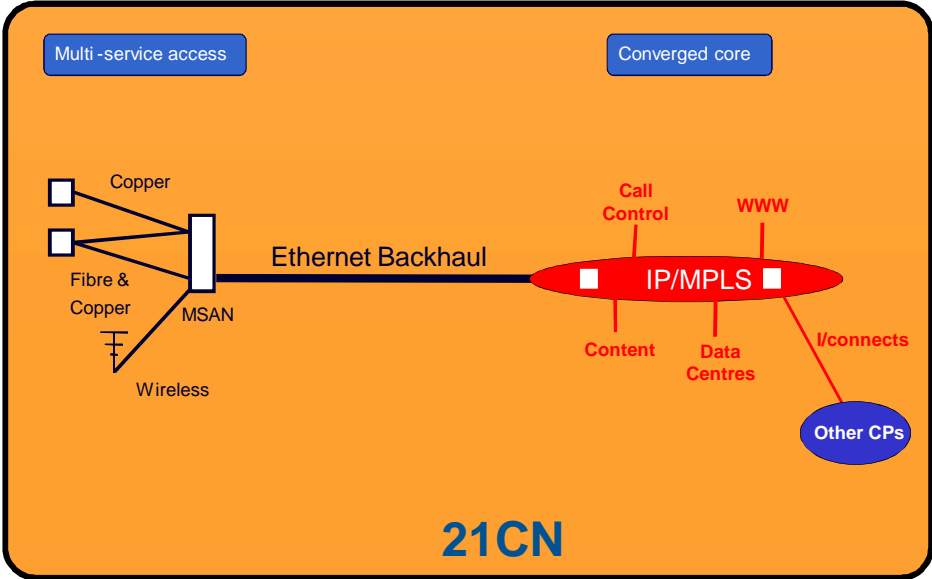 Multi -service access
Converged core
Copper
Call
Control
WWW
Ethernet Backhaul
IP/MPLS
Fibre &
Copper
MSAN
I/connects
Content
Data
Centres
Wireless
Other CPs
21CN